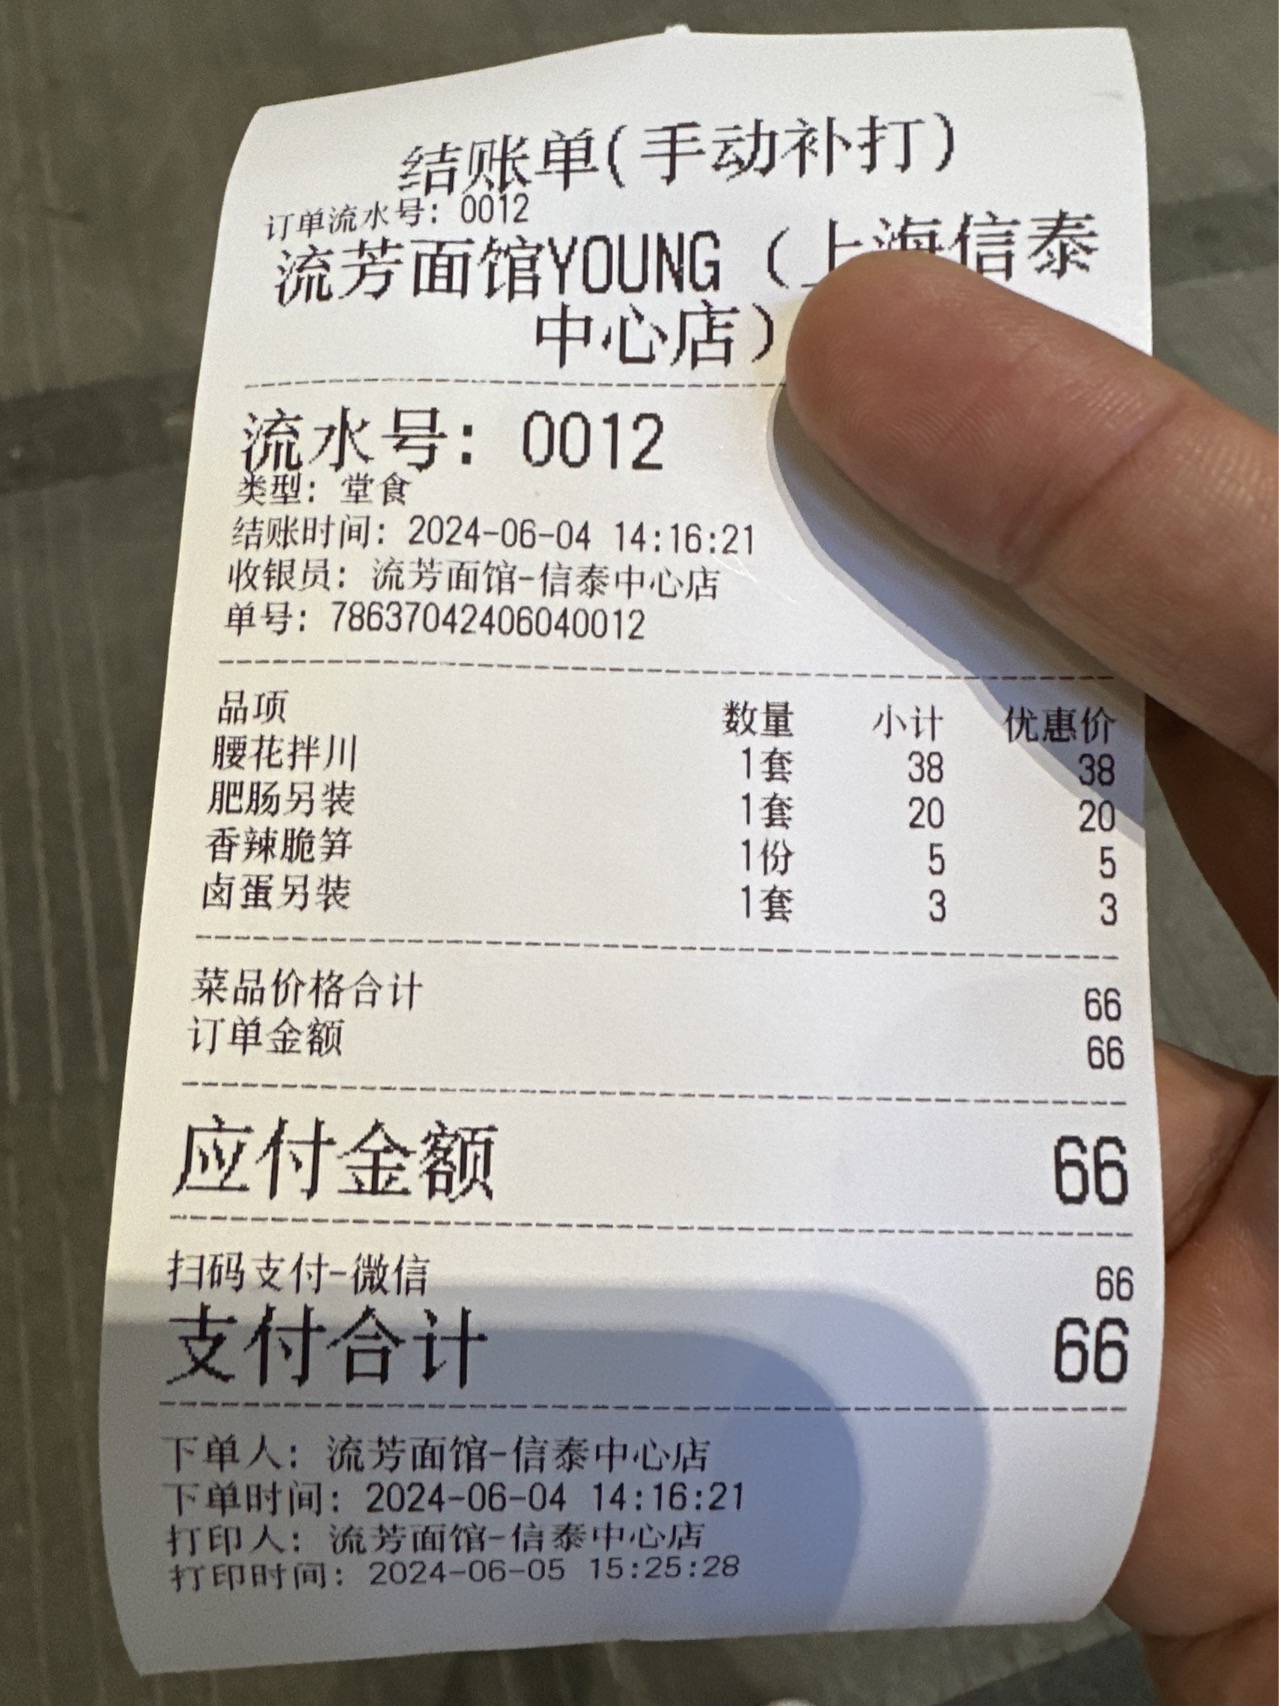 结账单(手动补打)
订单流水号: 0012
流芳面馆YOUNG（上海信泰
中心店）
流水号: 0012
类型: 堂食
结账时间: 2024-06-04 14:16:21
收银员: 流芳面馆-信泰中心店
单号: 78637042406040012
品项 数量 小计 优惠价
腰花拌川 1套 38 38
肥肠另装 1套 20 20
香辣脆笋 1份 5 5
卤蛋另装 1套 3 3
菜品价格合计 66
订单金额 66
应付金额 66
扫码支付-微信 66
支付合计 66
下单人: 流芳面馆-信泰中心店
下单时间: 2024-06-04 14:16:21
打印人: 流芳面馆-信泰中心店
打印时间: 2024-06-05 15:25:28